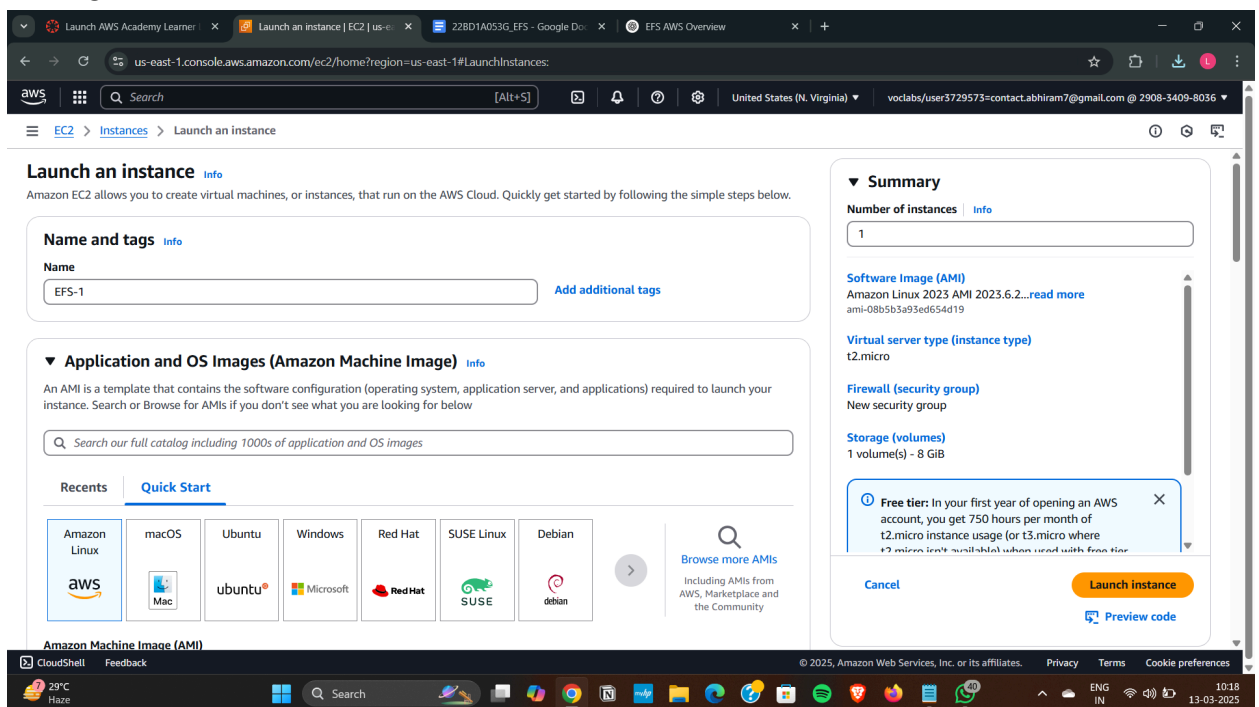 Launch AWS Academy Learner
Launch an instance | EC2 | us-e
22BD1A053G_EFS - Google Doc
EFS AWS Overview
us-east-1.console.aws.amazon.com/ec2/home?region=us-east-1#LaunchInstances:
L
aws
Search
[Alt+S]
United States (N. Virginia)
voclabs/user3729573=contact.abhiram7@gmail.com @ 2908-3409-8036
EC2 > Instances > Launch an instance
Launch an instance Info
Amazon EC2 allows you to create virtual machines, or instances, that run on the AWS Cloud. Quickly get started by following the simple steps below.
Name and tags Info
Name
EFS-1
Add additional tags
Application and OS Images (Amazon Machine Image) Info
An AMI is a template that contains the software configuration (operating system, application server, and applications) required to launch your
instance. Search or Browse for AMIs if you don't see what you are looking for below
Search our full catalog including 1000s of application and OS images
Recents
Quick Start
Amazon
Linux
aws
macOS
Mac
Ubuntu
ubuntu
Windows
Microsoft
Red Hat
Red Hat
SUSE Linux
SUSE
Debian
debian
Browse more AMIs
Including AMIs from
AWS, Marketplace and
the Community
Amazon Machine Image (AMI)
Summary
Number of instances Info
1
Software Image (AMI)
Amazon Linux 2023 AMI 2023.6.2...read more
ami-08b5b3a93ed654d19
Virtual server type (instance type)
t2.micro
Firewall (security group)
New security group
Storage (volumes)
1 volume(s) - 8 GiB
Free tier: In your first year of opening an AWS
account, you get 750 hours per month of
t2.micro instance usage (or t3.micro where
t2.micro isn't available) when used with free tier
Cancel
Launch instance
Preview code
CloudShell
Feedback
© 2025, Amazon Web Services, Inc. or its affiliates.
Privacy
Terms
Cookie preferences
7
29°C
Haze
Search
40
ENG
IN
10:18
13-03-2025